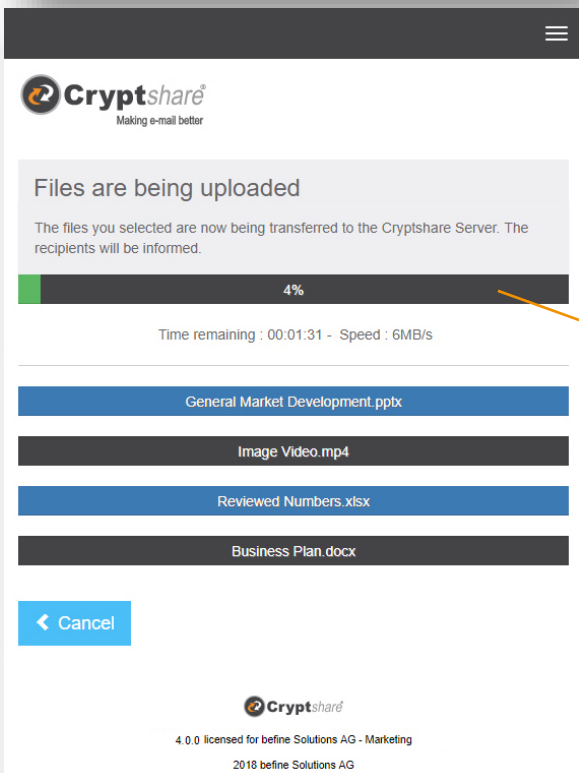 Cryptshare®
Making e-mail better
Files are being uploaded
The files you selected are now being transferred to the Cryptshare Server. The
recipients will be informed.
4%
Time remaining : 00:01:31 - Speed : 6MB/s
General Market Development.pptx
Image Video.mp4
Reviewed Numbers.xlsx
Business Plan.docx
Cancel
Cryptshare®
4.0.0 licensed for befine Solutions AG - Marketing
2018 befine Solutions AG